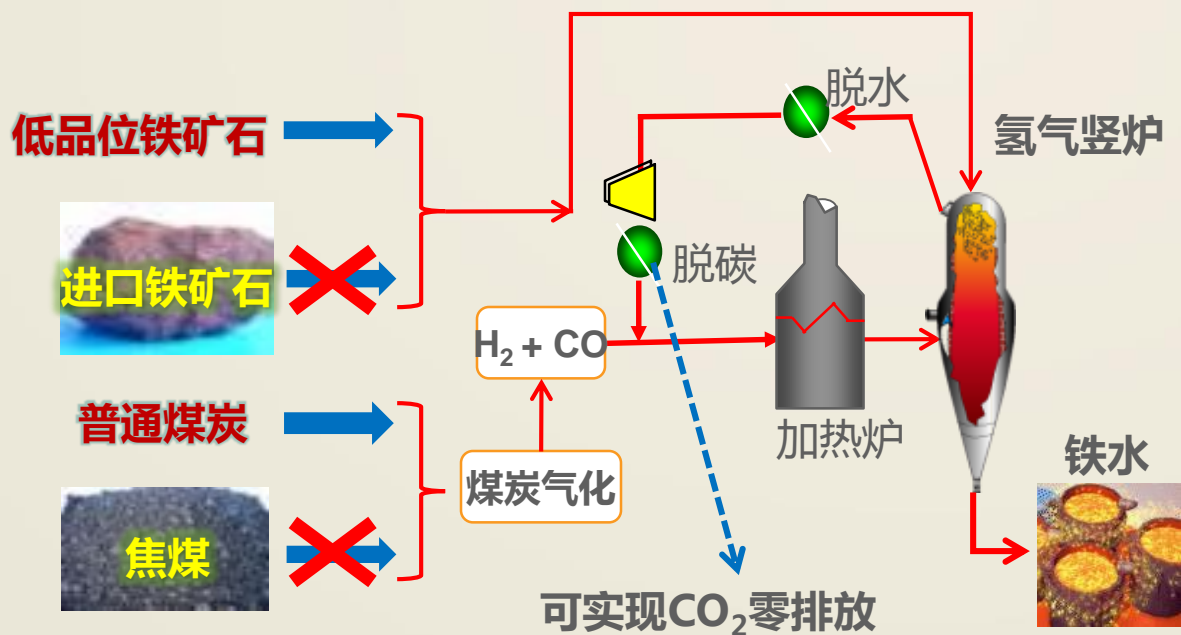 脱水
低品位铁矿石
氢气竖炉
进口铁矿石
脱碳
H₂ + CO
普通煤炭
加热炉
铁水
煤炭气化
焦煤
可实现CO₂零排放